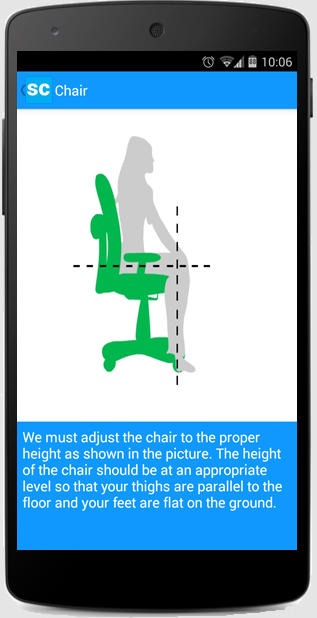 10:06
SC Chair
We must adjust the chair to the proper
height as shown in the picture. The height
of the chair should be at an appropriate
level so that your thighs are parallel to the
floor and your feet are flat on the ground.